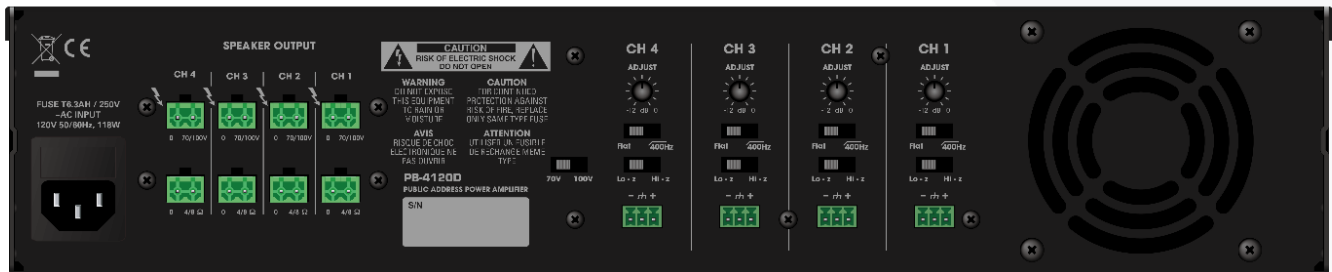 CE
SPEAKER OUTPUT
CH 4 CH 3 CH 2 CH 1
FUSE T6.3AH / 250V
~AC INPUT
120V 50/60Hz, 118W
0 70/100V 0 70/100V 0 70/100V 0 70/100V
0 4/8 Ω 0 4/8 Ω 0 4/8 Ω 0 4/8 Ω
CAUTION
RISK OF ELECTRIC SHOCK
DO NOT OPEN
WARNING
DO NOT EXPOSE
THIS EQUIPMENT
TO RAIN OR
MOISTURE
CAUTION
PROTECTION AGAINST
RISK OF FIRE, REPLACE
ONLY SAME TYPE FUSE
AVIS
RISQUE DE CHOC
ELECTRONIQUE NE
PAS OUVRIR
ATTENTION
UTILISER UN FUSIBLE
DE RECHANGE MEME
TYPE
PB-4120D
PUBLIC ADDRESS POWER AMPLIFIER
S/N
70V 100V
CH 4 CH 3 CH 2 CH 1
ADJUST ADJUST ADJUST ADJUST
dB 0 dB 0 dB 0 dB 0
Flat 400Hz Flat 400Hz Flat 400Hz Flat 400Hz
Lo - z Hi - z Lo - z Hi - z Lo - z Hi - z Lo - z Hi - z
− + − + − + − +